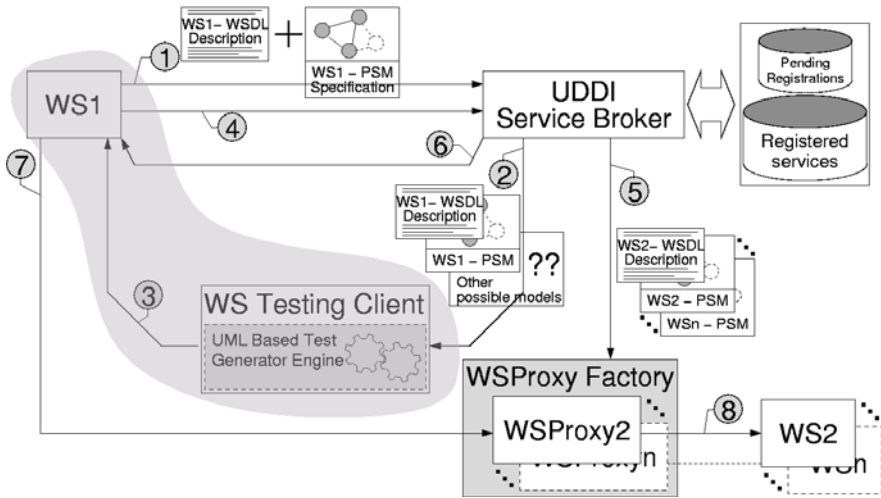 WS1– WSDL
Description
WS1 – PSM
Specification
1
WS1
4
UDDI
Service Broker
Pending
Registrations
Registered
services
6
7
2
5
WS1– WSDL
Description
WS1 – PSM
??
Other
possible models
WS2– WSDL
Description
WS2 – PSM
WSn – PSM
3
WS Testing Client
UML Based Test
Generator Engine
WSProxy Factory
WSProxy2
8
WS2
WSProxyn
WSn